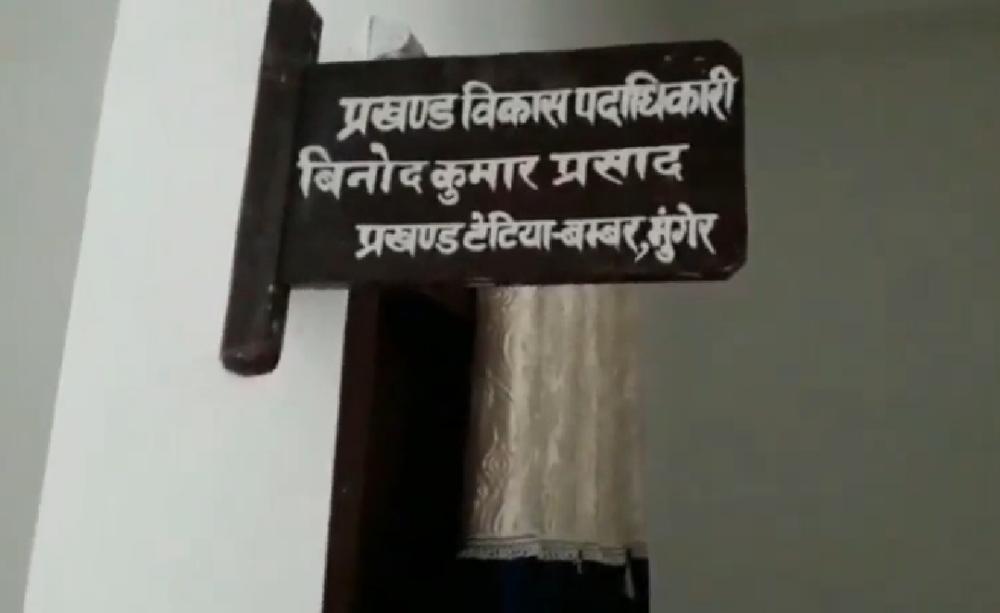 प्रखण्ड विकास पदाधिकारी
बिनोद कुमार प्रसाद
प्रखण्ड टेटिया-बम्बर, मुंगेर